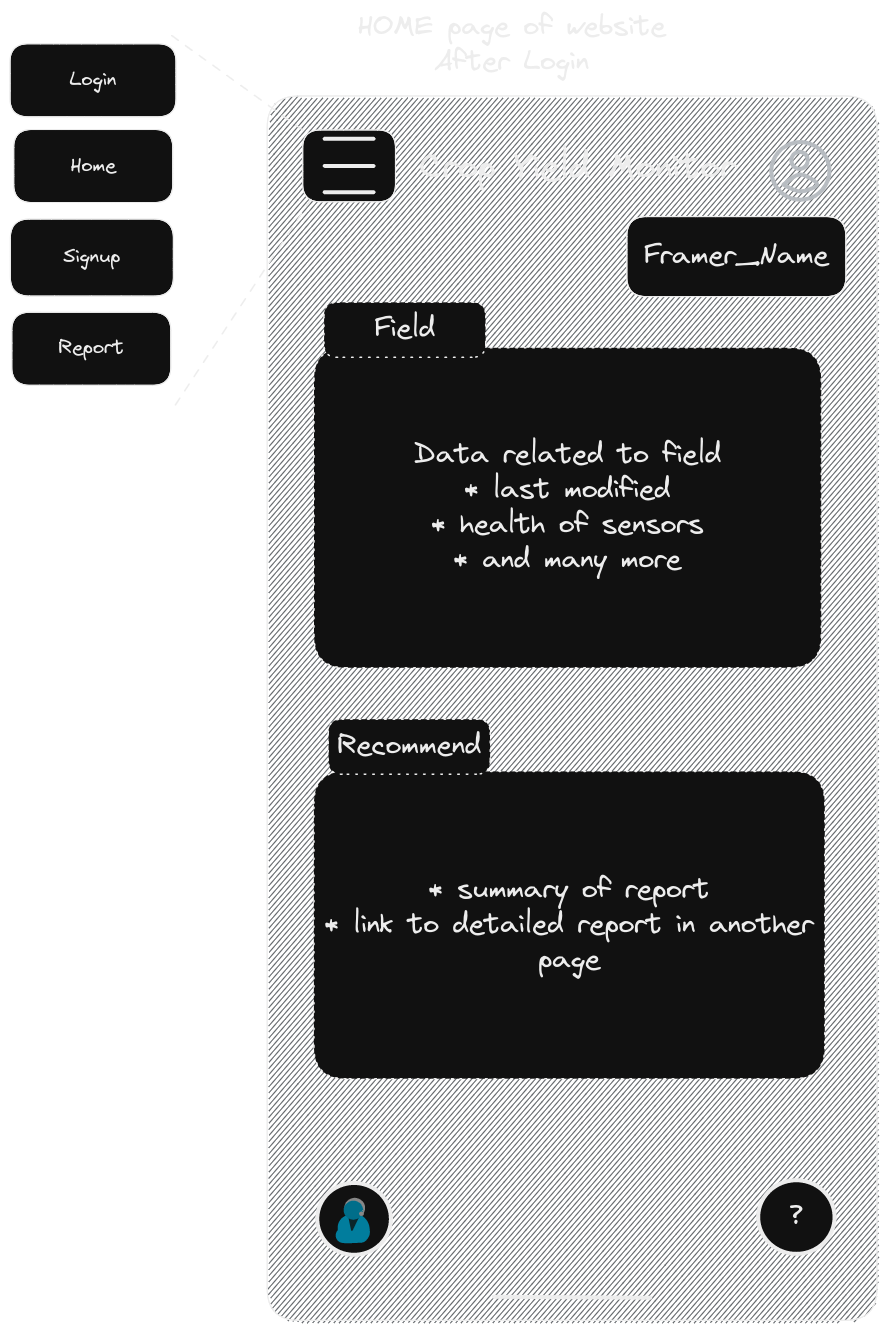 HOME page of website
After Login
Login
Home
Signup
Report
Crop Yield Monitor
Framer_Name
Field
Data related to field
* last modified
* health of sensors
* and many more
Recommend
* summary of report
* link to detailed report in another
page
?